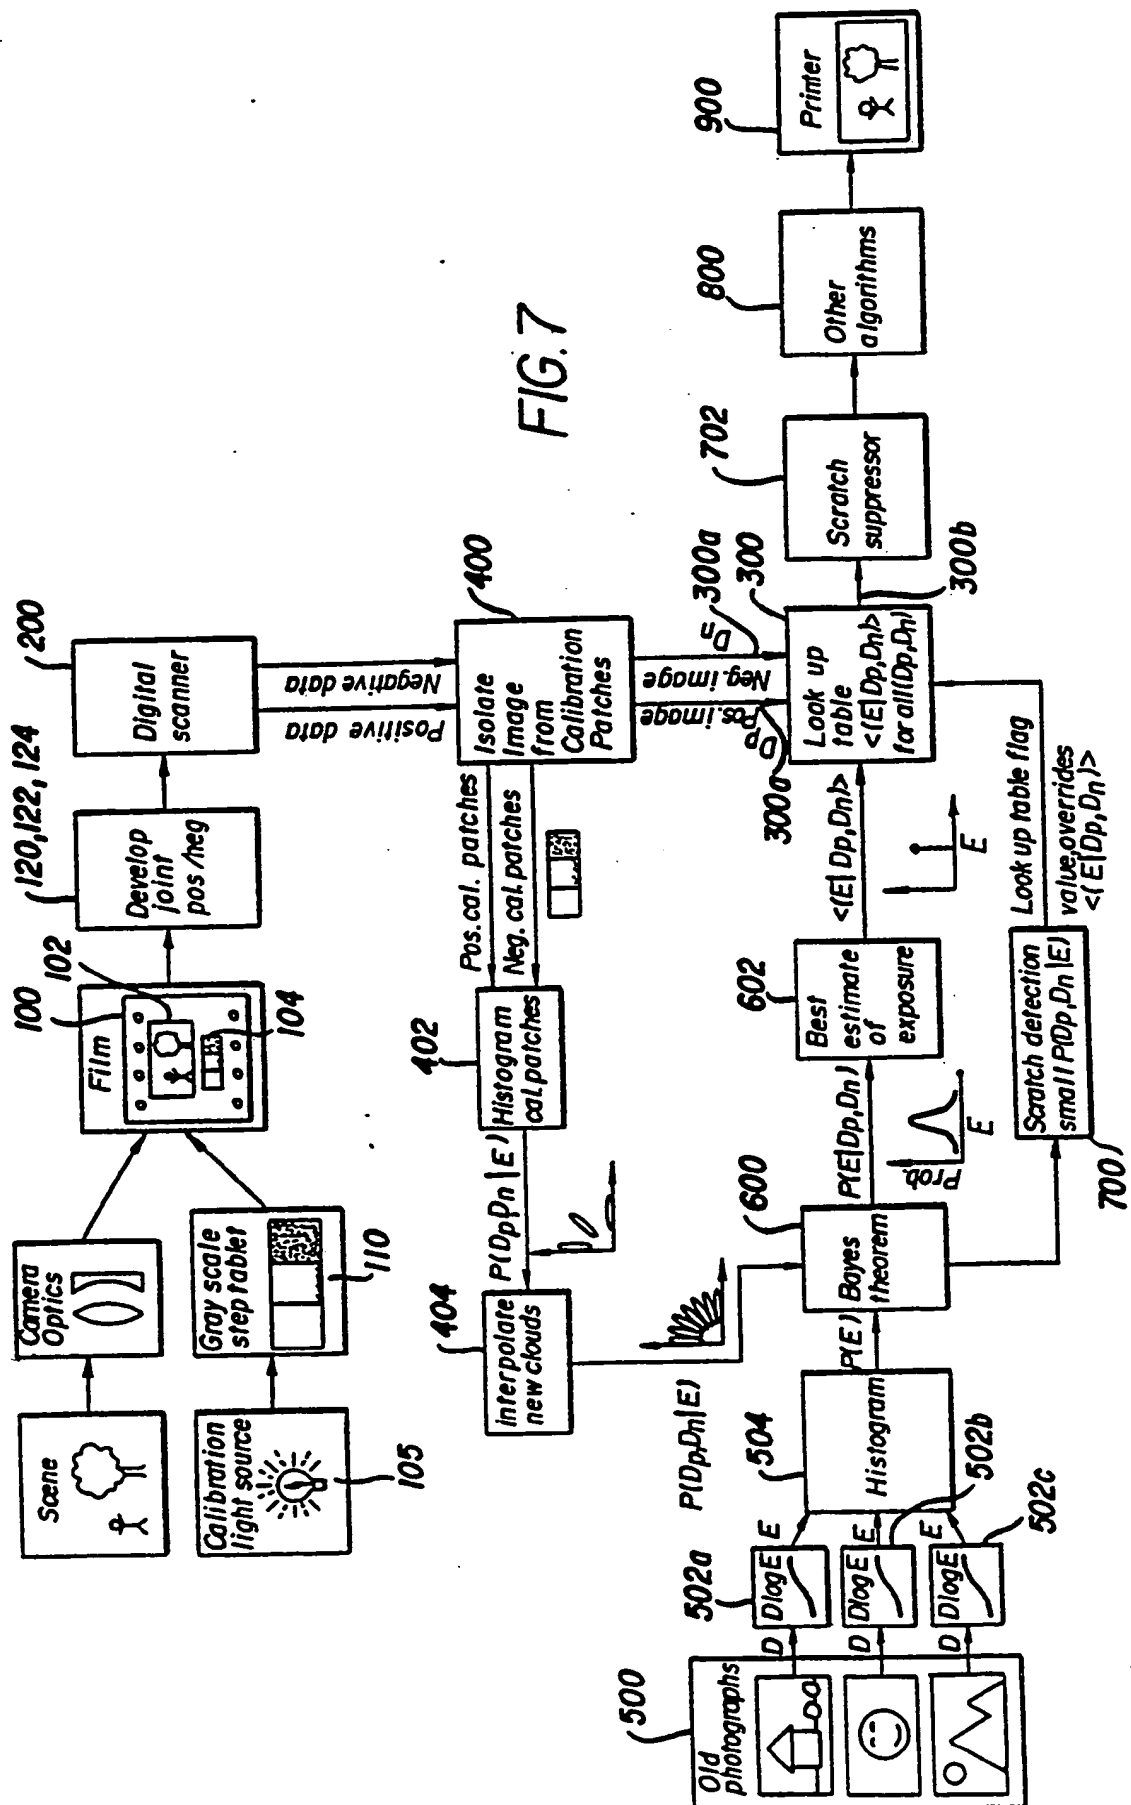 Scene
Camera
Optics
Calibration
light source
105
Gray scale
step tablet
110
Film
100
102
104
120,122,124
Develop
joint
pos/neg
200
Digital
scanner
Positive data
Negative data
400
Isolate
Image
from
Calibration
Patches
Pos.cal. patches
Neg. cal. patches
402
Histogram
cal.patches
P(DpDn|E)
404
interpolate
new clouds
Pos.image
Dp
Neg.image
Dn
300a
300a
FIG.7
500
Old
photographs
D
D
D
502a
DlogE
DlogE
DlogE
502b
502c
E
E
E
504
Histogram
P(Dp,Dn|E)
P(E)
600
Bayes
theorem
P(E|Dp,Dn)
Prob.
E
602
Best
estimate
of
exposure
<(E|Dp,Dn)>
E
300
Look up
table
<(E|Dp,Dn)>
for all(Dp,Dn)
300b
702
Scratch
suppressor
800
Other
algorithms
900
Printer
700
Scratch detection
small P(Dp,Dn|E)
Look up table flag
value,overrides
<(E|Dp,Dn)>